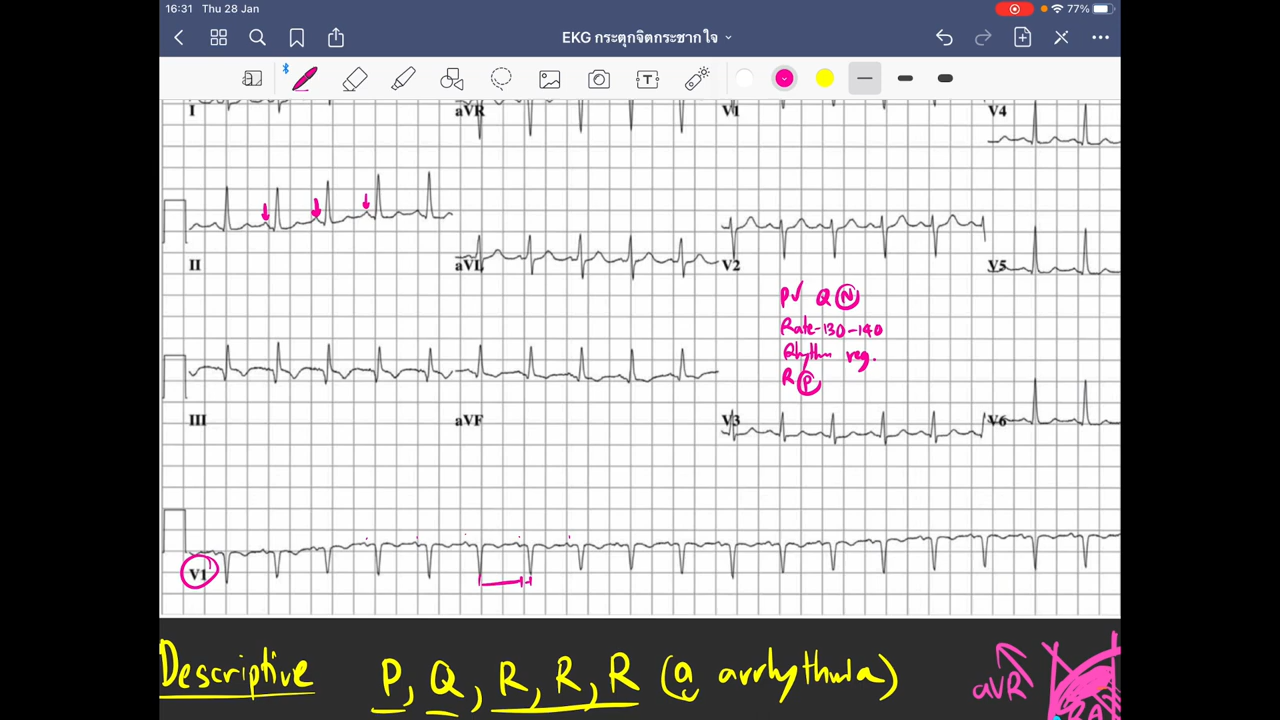 16:31 Thu 28 Jan
77%
EKG กระตุกจิตกระชากใจ
I aVR V1 V4
II aVL V2 V5
P✓ Q Ⓝ
Rate-130-140
Rhythm reg.
R Ⓟ
III aVF V3 V6
V1
Descriptive P, Q, R, R, R (a arrhythmia)
aVR
RA